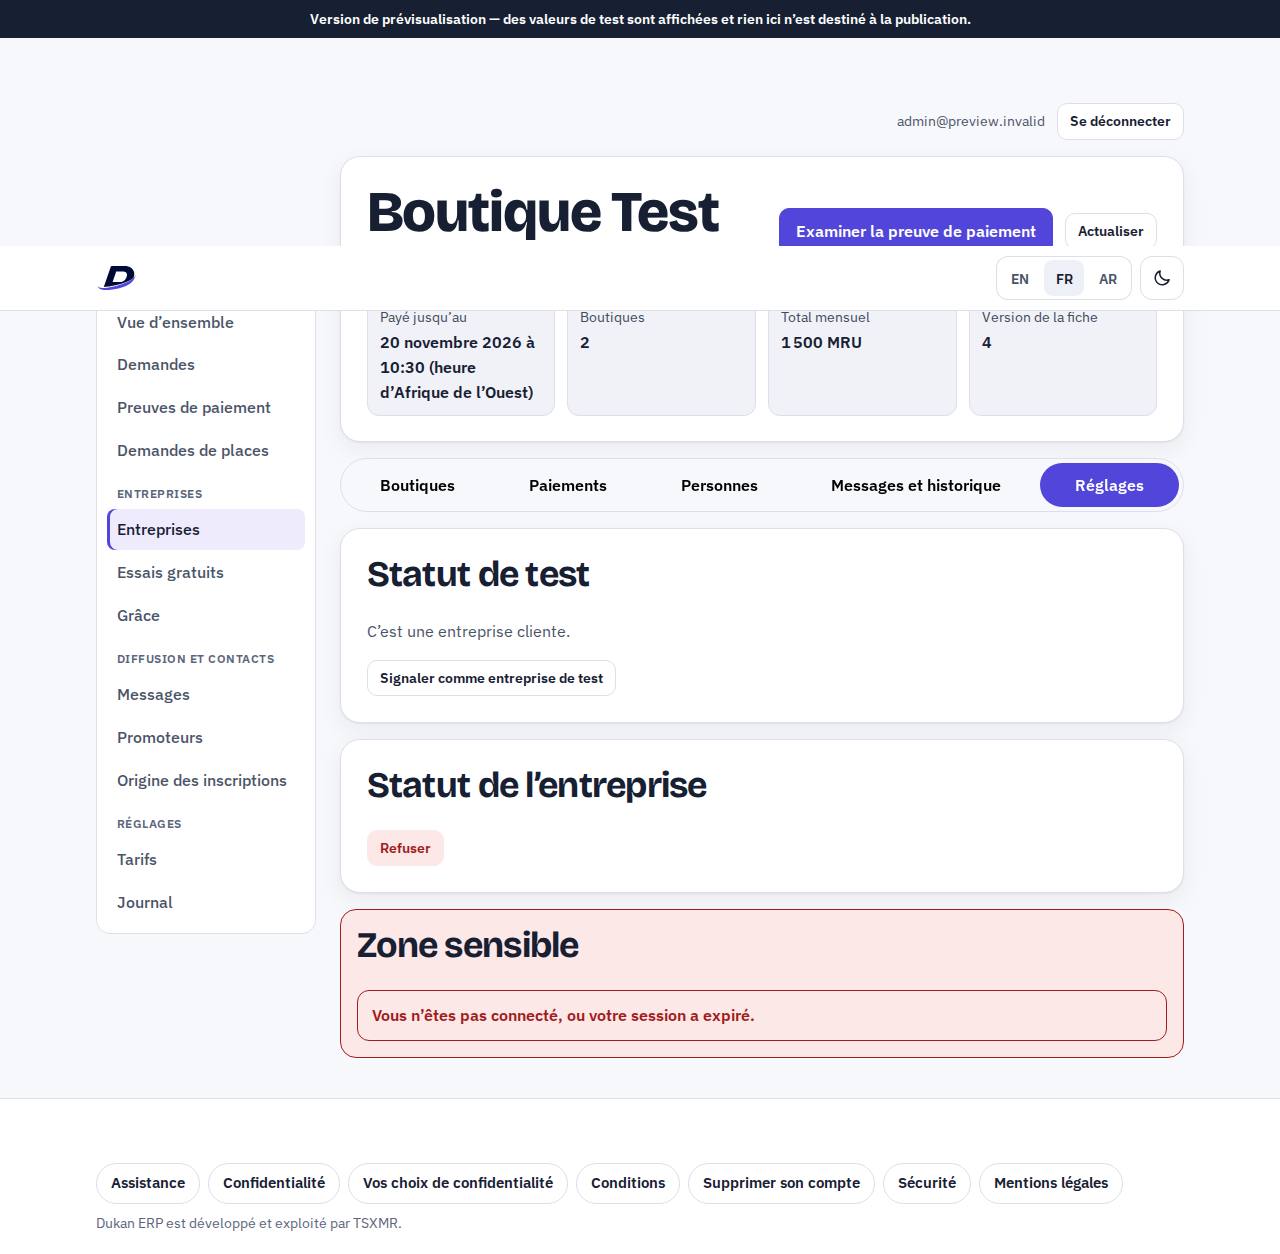 Version de prévisualisation — des valeurs de test sont affichées et rien ici n’est destiné à la publication.
admin@preview.invalid
Se déconnecter
Boutique Test
Examiner la preuve de paiement
Actualiser
EN
FR
AR
Vue d’ensemble
Demandes
Preuves de paiement
Demandes de places
ENTREPRISES
Entreprises
Essais gratuits
Grâce
DIFFUSION ET CONTACTS
Messages
Promoteurs
Origine des inscriptions
RÉGLAGES
Tarifs
Journal
Payé jusqu’au
20 novembre 2026 à
10:30 (heure
d’Afrique de l’Ouest)
Boutiques
2
Total mensuel
1 500 MRU
Version de la fiche
4
Boutiques
Paiements
Personnes
Messages et historique
Réglages
Statut de test
C’est une entreprise cliente.
Signaler comme entreprise de test
Statut de l’entreprise
Refuser
Zone sensible
Vous n’êtes pas connecté, ou votre session a expiré.
Assistance
Confidentialité
Vos choix de confidentialité
Conditions
Supprimer son compte
Sécurité
Mentions légales
Dukan ERP est développé et exploité par TSXMR.